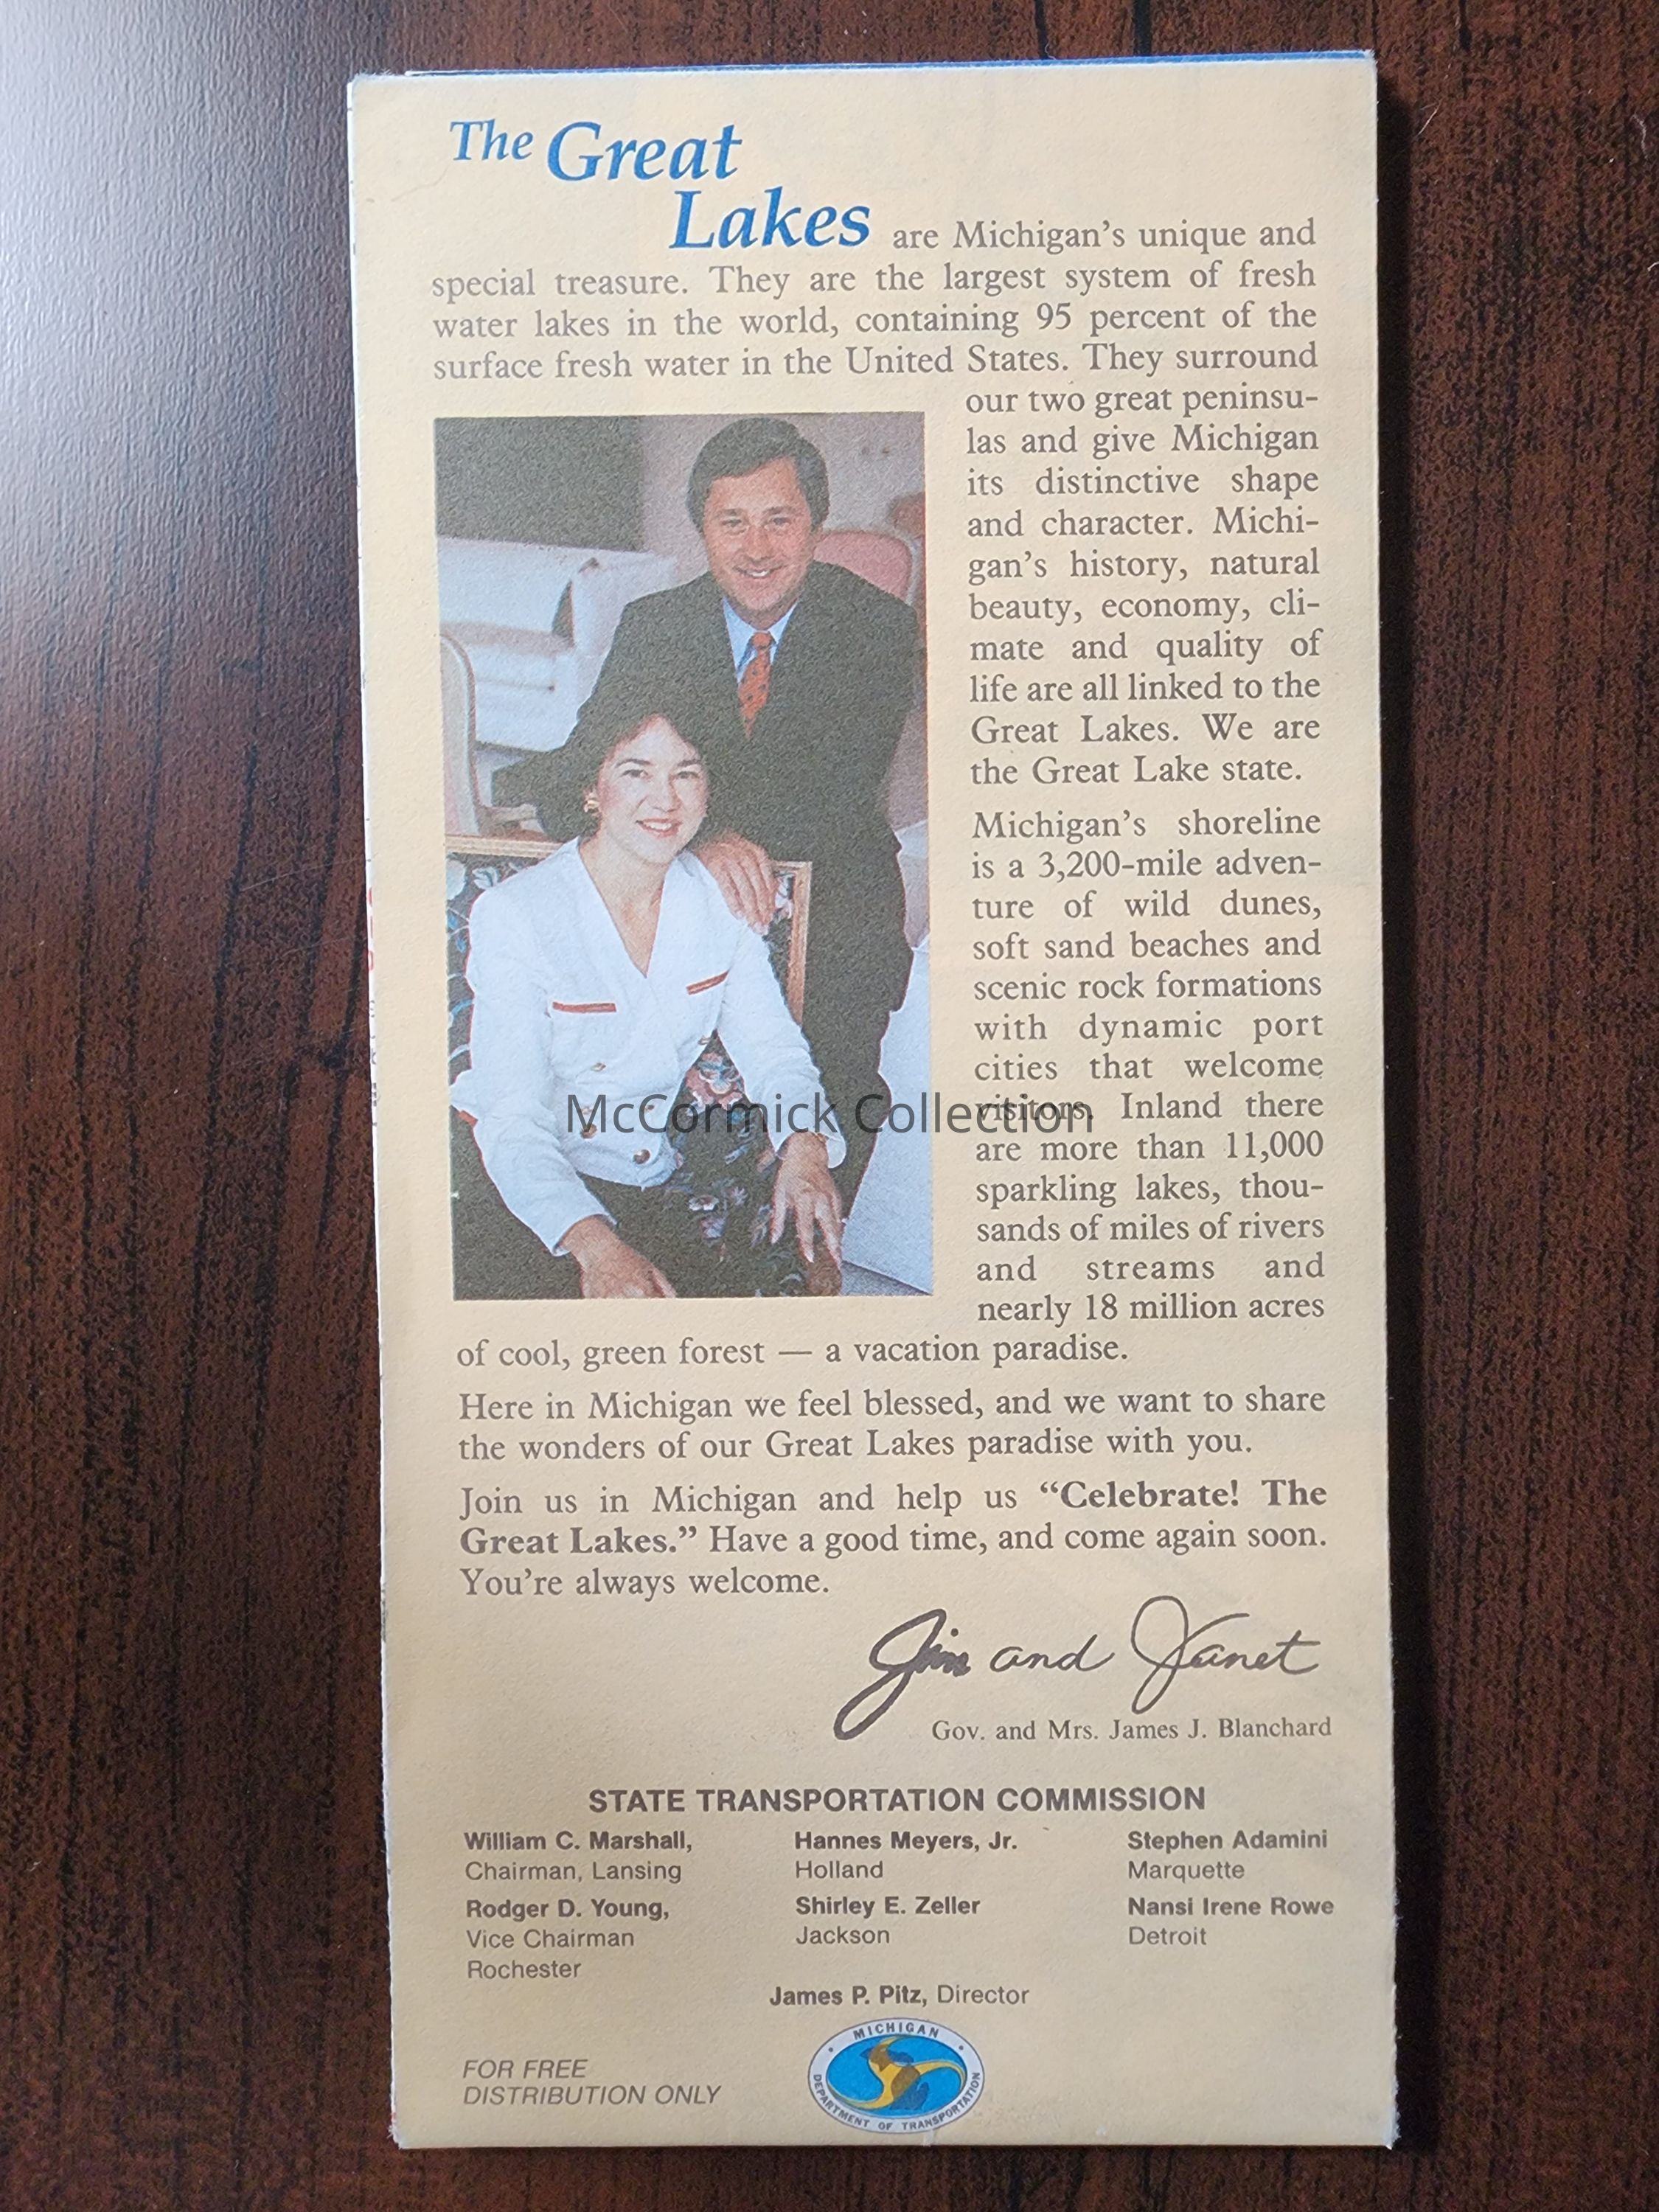 The Great
Lakes are Michigan's unique and
special treasure. They are the largest system of fresh
water lakes in the world, containing 95 percent of the
surface fresh water in the United States. They surround
our two great peninsu-
las and give Michigan
its distinctive shape
and character. Michi-
gan's history, natural
beauty, economy, cli-
mate and quality of
life are all linked to the
Great Lakes. We are
the Great Lake state.
Michigan's shoreline
is a 3,200-mile adven-
ture of wild dunes,
soft sand beaches and
scenic rock formations
with dynamic port
cities that welcome
visitors. Inland there
are more than 11,000
sparkling lakes, thou-
sands of miles of rivers
and streams and
nearly 18 million acres
of cool, green forest — a vacation paradise.
Here in Michigan we feel blessed, and we want to share
the wonders of our Great Lakes paradise with you.
Join us in Michigan and help us “Celebrate! The
Great Lakes.” Have a good time, and come again soon.
You're always welcome.
Jim and Janet
Gov. and Mrs. James J. Blanchard
STATE TRANSPORTATION COMMISSION
William C. Marshall,
Chairman, Lansing
Rodger D. Young,
Vice Chairman
Rochester
Hannes Meyers, Jr.
Holland
Shirley E. Zeller
Jackson
Stephen Adamini
Marquette
Nansi Irene Rowe
Detroit
James P. Pitz, Director
FOR FREE
DISTRIBUTION ONLY
MICHIGAN
DEPARTMENT OF TRANSPORTATION
McCormick Collection